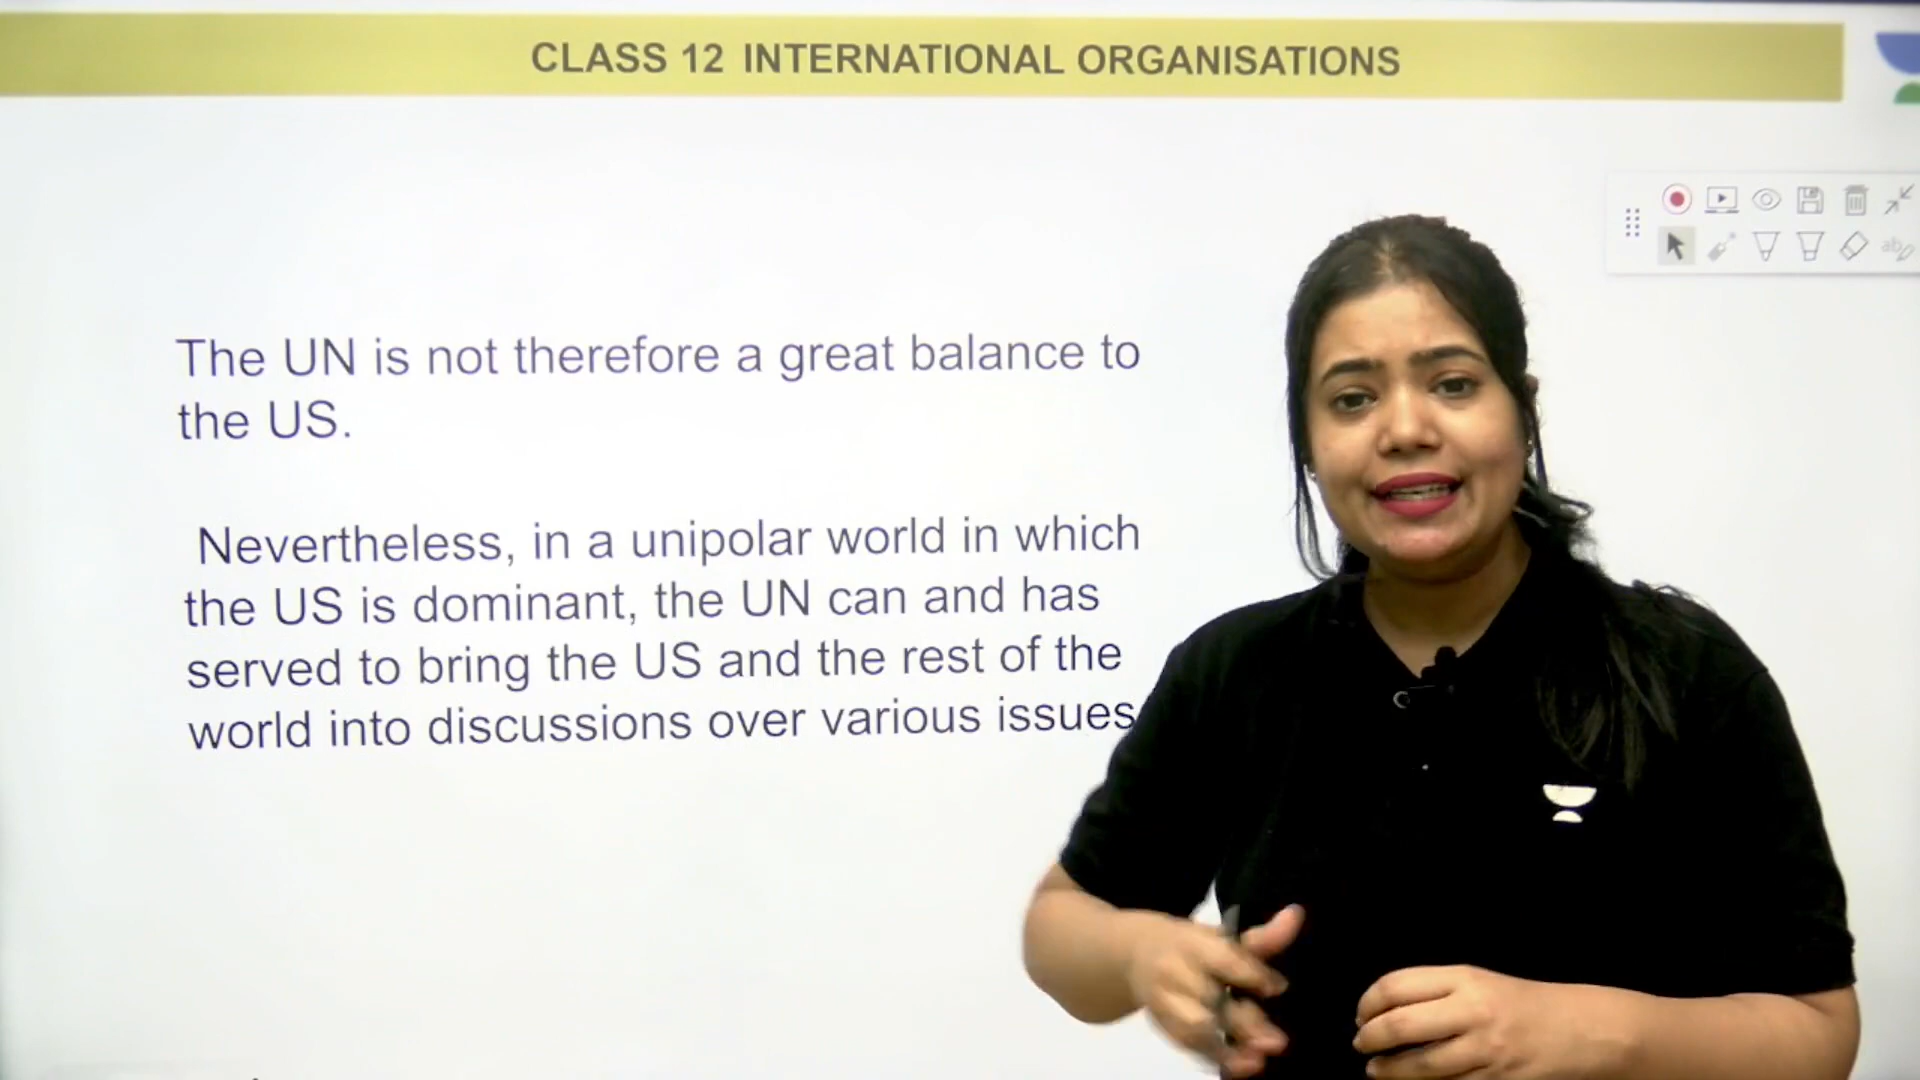 CLASS 12 INTERNATIONAL ORGANISATIONS
The UN is not therefore a great balance to
the US.
Nevertheless, in a unipolar world in which
the US is dominant, the UN can and has
served to bring the US and the rest of the
world into discussions over various issues
ab